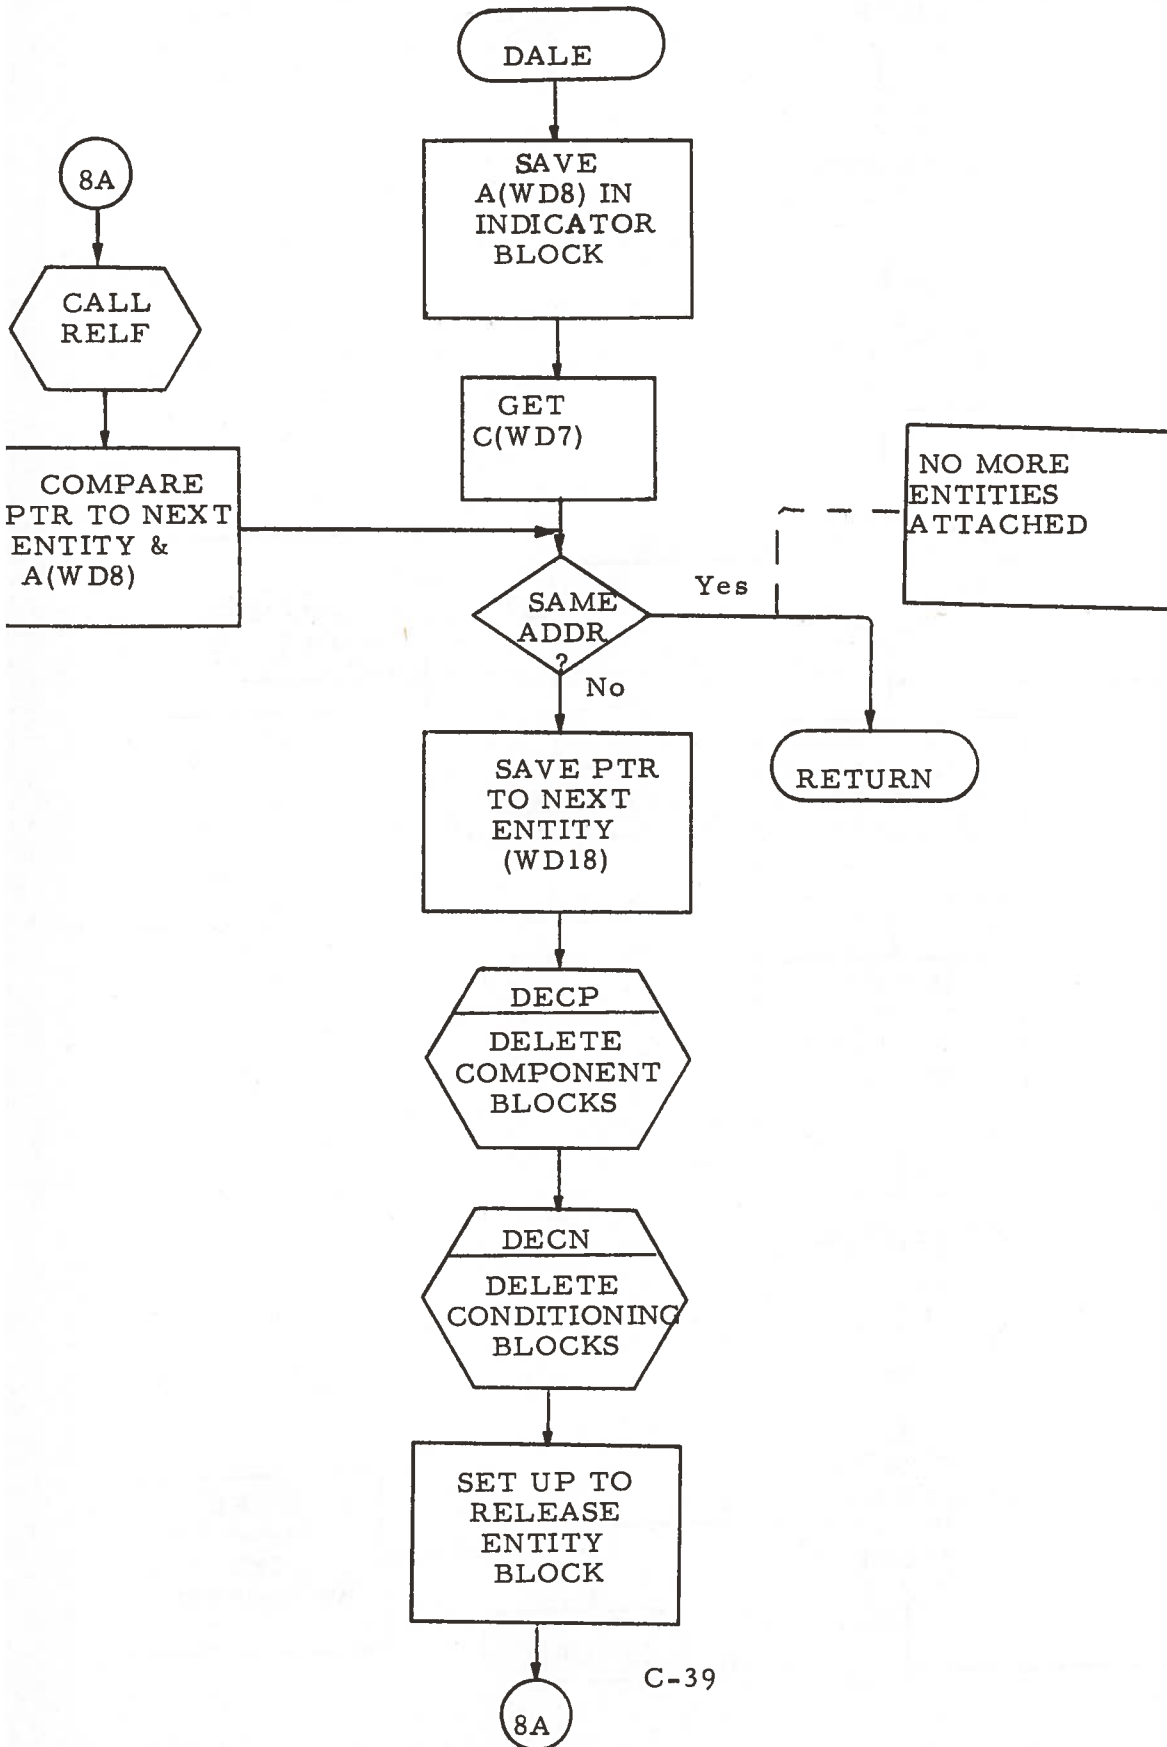 DALE
SAVE
A(WD8) IN
INDICATOR
BLOCK
8A
CALL
RELF
GET
C(WD7)
COMPARE
PTR TO NEXT
ENTITY &
A(WD8)
NO MORE
ENTITIES
ATTACHED
SAME
ADDR
?
Yes
No
RETURN
SAVE PTR
TO NEXT
ENTITY
(WD18)
DECP
DELETE
COMPONENT
BLOCKS
DECN
DELETE
CONDITIONING
BLOCKS
SET UP TO
RELEASE
ENTITY
BLOCK
C-39
8A